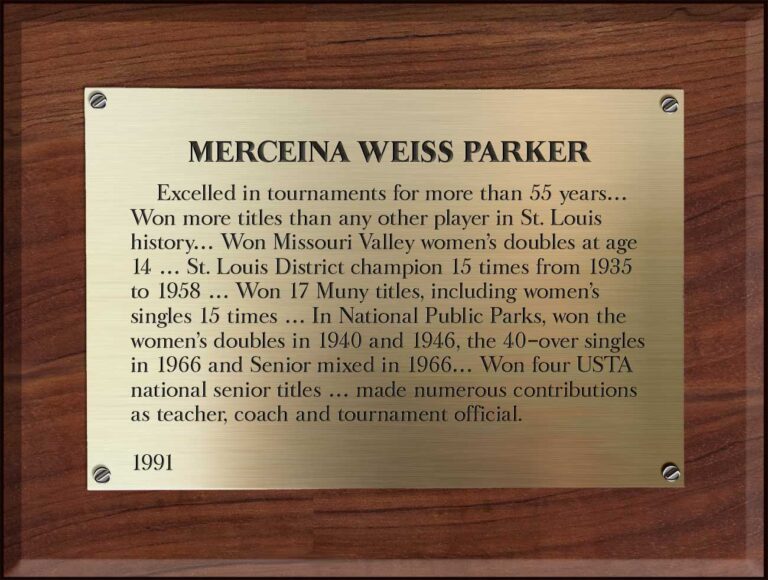 MERCEINA WEISS PARKER
Excelled in tournaments for more than 55 years...
Won more titles than any other player in St. Louis
history... Won Missouri Valley women's doubles at age
14 ... St. Louis District champion 15 times from 1935
to 1958 ... Won 17 Muny titles, including women's
singles 15 times ... In National Public Parks, won the
women's doubles in 1940 and 1946, the 40-over singles
in 1966 and Senior mixed in 1966... Won four USTA
national senior titles ... made numerous contributions
as teacher, coach and tournament official.
1991